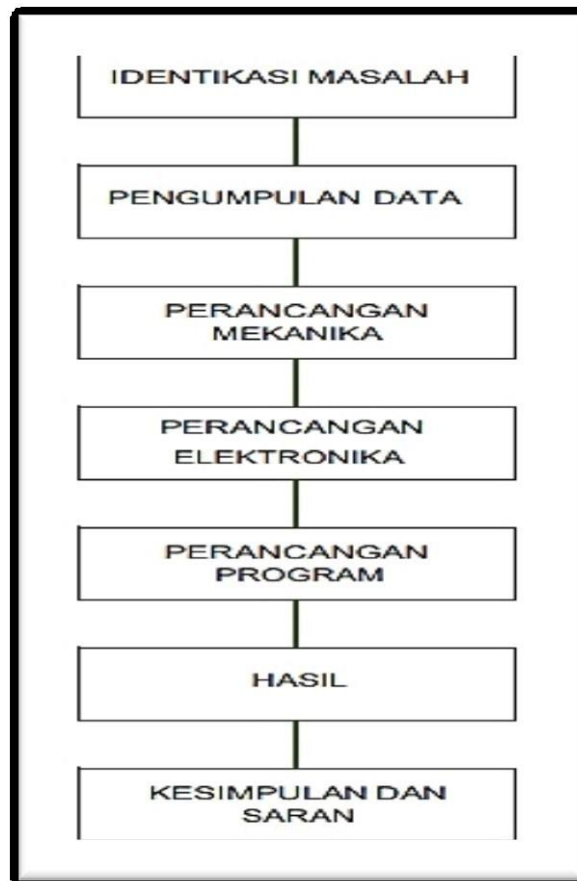 IDENTIKASI MASALAH
PENGUMPULAN DATA
PERANCANGAN
MEKANIKA
PERANCANGAN
ELEKTRONIKA
PERANCANGAN
PROGRAM
HASIL
KESIMPULAN DAN
SARAN